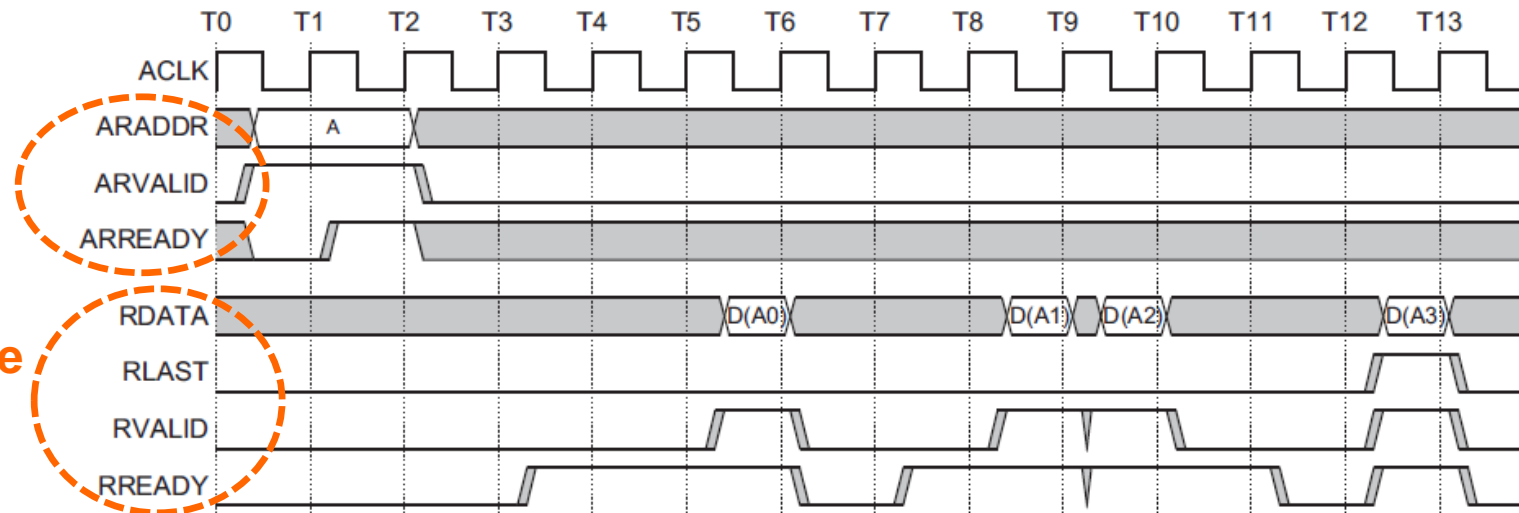 T0 T1 T2 T3 T4 T5 T6 T7 T8 T9 T10 T11 T12 T13
ACLK
ARADDR A
ARVALID
ARREADY
RDATA D(A0) D(A1) D(A2) D(A3)
e
RLAST
RVALID
RREADY